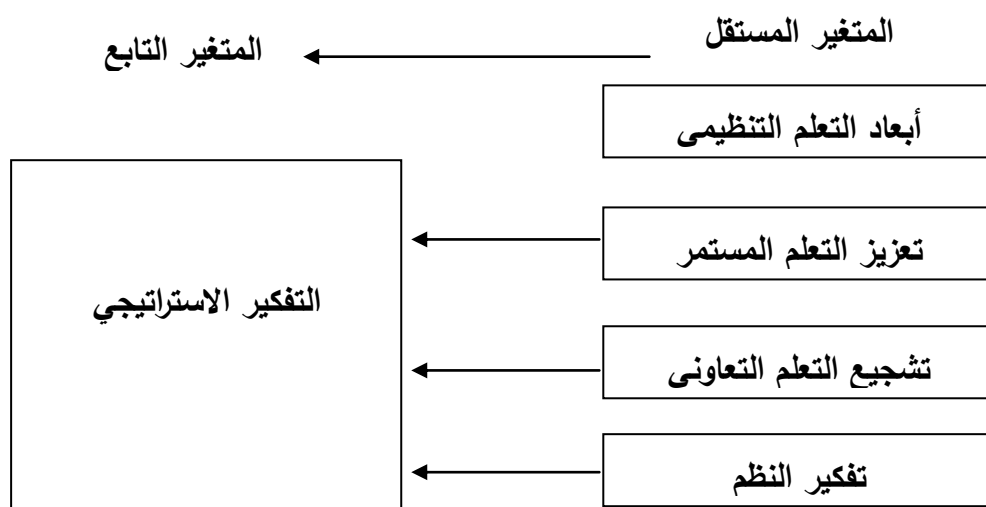 المتغير المستقل
المتغير التابع
أبعاد التعلم التنظيمى
تعزيز التعلم المستمر
التفكير الاستراتيجي
تشجيع التعلم التعاونى
تفكير النظم